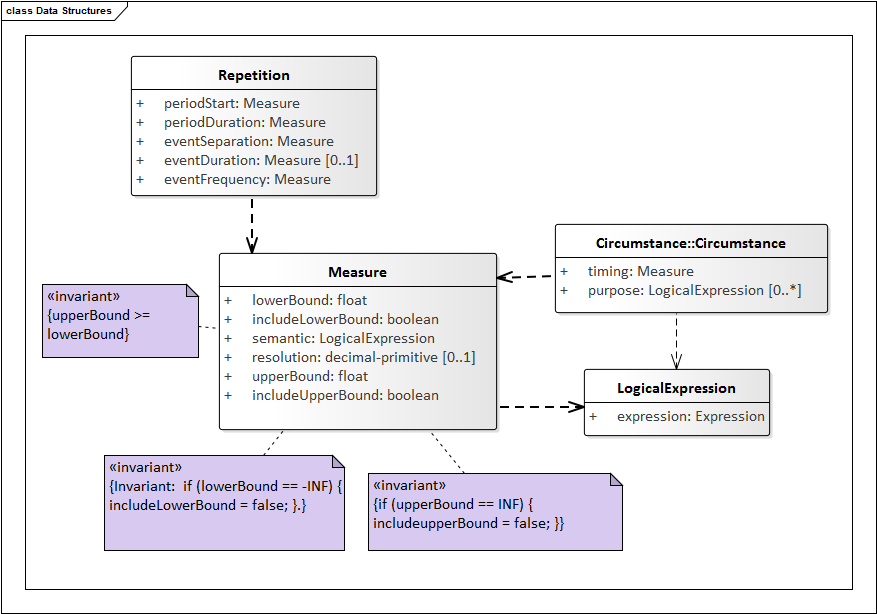 class Data Structures
Repetition
+ periodStart: Measure
+ periodDuration: Measure
+ eventSeparation: Measure
+ eventDuration: Measure [0..1]
+ eventFrequency: Measure
Circumstance::Circumstance
+ timing: Measure
+ purpose: LogicalExpression [0..*]
Measure
+ lowerBound: float
+ includeLowerBound: boolean
+ semantic: LogicalExpression
+ resolution: decimal-primitive [0..1]
+ upperBound: float
+ includeUpperBound: boolean
«invariant»
{upperBound >=
lowerBound}
LogicalExpression
+ expression: Expression
«invariant»
{Invariant:  if (lowerBound == -INF) {
includeLowerBound = false; }.}
«invariant»
{if (upperBound == INF) {
includeupperBound = false; }}